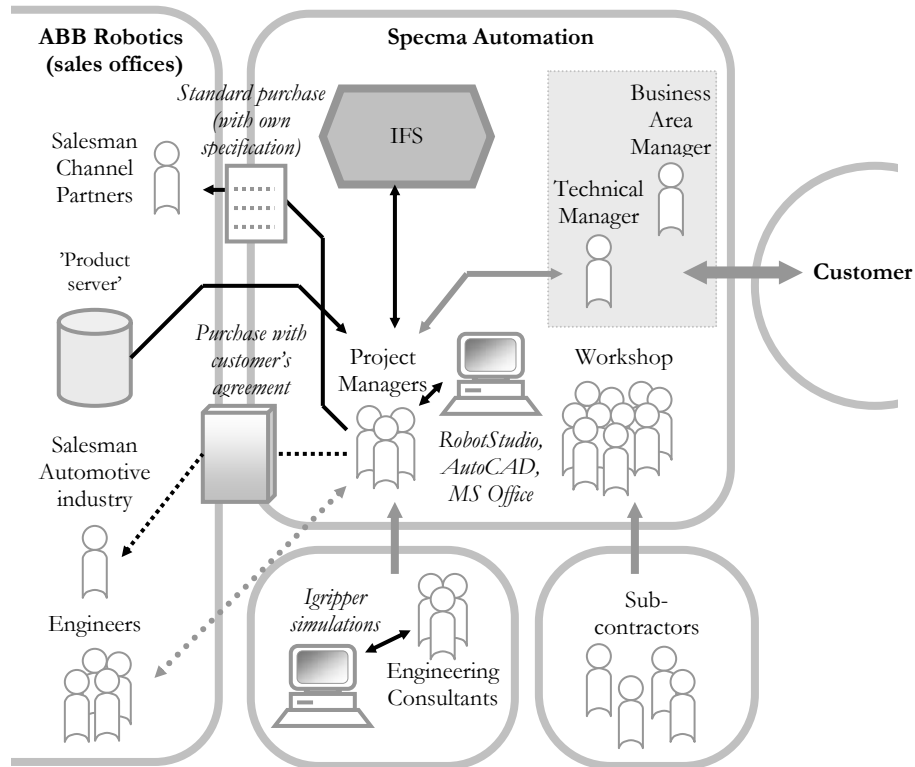 ABB Robotics
(sales offices)
Specma Automation
Standard purchase
(with own
specification)
IFS
Business
Area
Manager
Salesman
Channel
Partners
Technical
Manager
’Product
server’
Customer
Purchase with
customer’s
agreement
Project
Managers
Workshop
RobotStudio,
AutoCAD,
MS Office
Salesman
Automotive
industry
Engineers
Igripper
simulations
Engineering
Consultants
Sub-
contractors